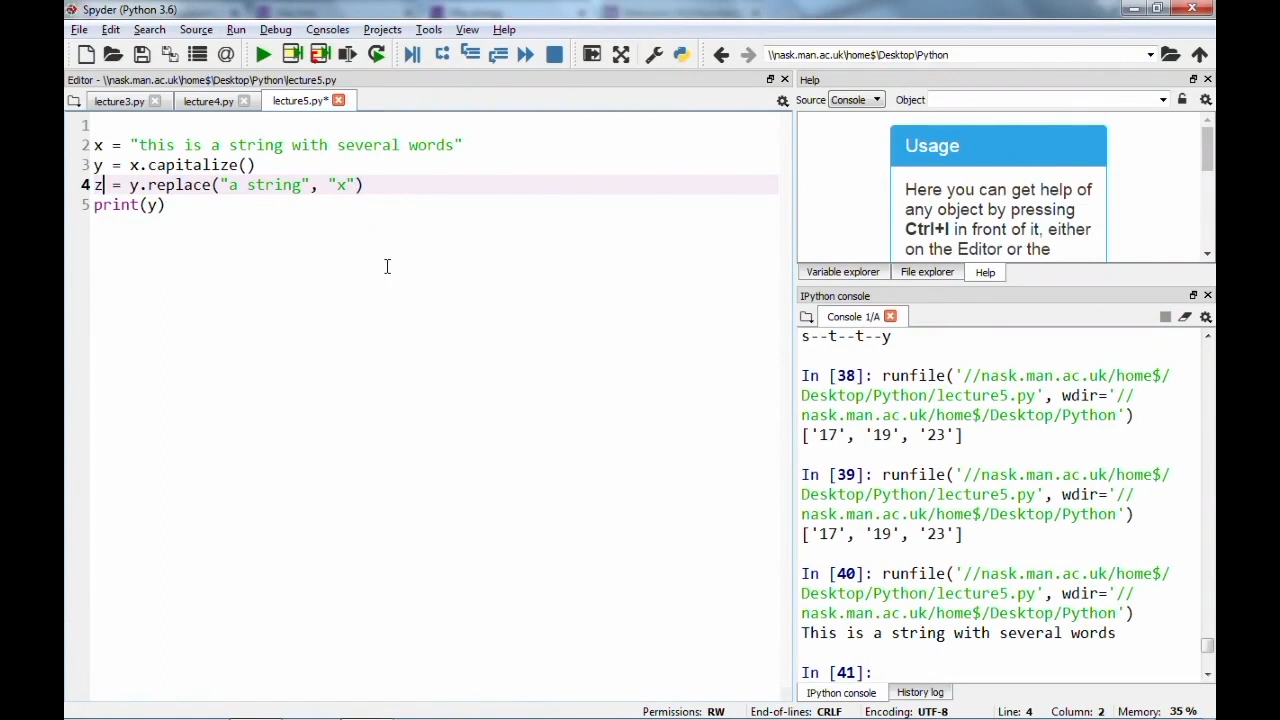 Spyder (Python 3.6)
File Edit Search Source Run Debug Consoles Projects Tools View Help
\\nask.man.ac.uk\home$\Desktop\Python
Editor - \\nask.man.ac.uk\home$\Desktop\Python\lecture5.py
lecture3.py lecture4.py lecture5.py*
1
2 x = "this is a string with several words"
3 y = x.capitalize()
4 z = y.replace("a string", "x")
5 print(y)
Help
Source Console Object
Usage
Here you can get help of
any object by pressing
Ctrl+I in front of it, either
on the Editor or the
Variable explorer File explorer Help
IPython console
Console 1/A
s--t--t--y
In [38]: runfile('//nask.man.ac.uk/home$/
Desktop/Python/lecture5.py', wdir='//
nask.man.ac.uk/home$/Desktop/Python')
['17', '19', '23']
In [39]: runfile('//nask.man.ac.uk/home$/
Desktop/Python/lecture5.py', wdir='//
nask.man.ac.uk/home$/Desktop/Python')
['17', '19', '23']
In [40]: runfile('//nask.man.ac.uk/home$/
Desktop/Python/lecture5.py', wdir='//
nask.man.ac.uk/home$/Desktop/Python')
This is a string with several words
In [41]:
IPython console History log
Permissions: RW End-of-lines: CRLF Encoding: UTF-8 Line: 4 Column: 2 Memory: 35 %